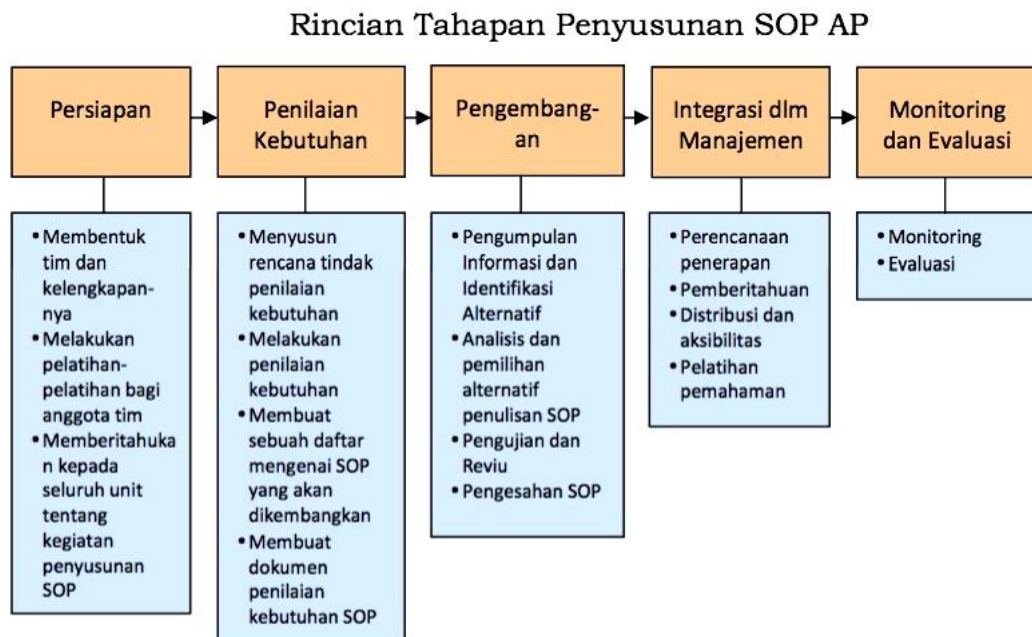 Rincian Tahapan Penyusunan SOP AP
Persiapan
Penilaian
Kebutuhan
Pengembang-
an
Integrasi dlm
Manajemen
Monitoring
dan Evaluasi
• Membentuk
tim dan
kelengkapan-
nya
• Melakukan
pelatihan-
pelatihan bagi
anggota tim
• Memberitahuka
n kepada
seluruh unit
tentang
kegiatan
penyusunan
SOP
• Menyusun
rencana tindak
penilaian
kebutuhan
• Melakukan
penilaian
kebutuhan
• Membuat
sebuah daftar
mengenai SOP
yang akan
dikembangkan
• Membuat
dokumen
penilaian
kebutuhan SOP
• Pengumpulan
Informasi dan
Identifikasi
Alternatif
• Analisis dan
pemilihan
alternatif
penulisan SOP
• Pengujian dan
Reviu
• Pengesahan SOP
• Perencanaan
penerapan
• Pemberitahuan
• Distribusi dan
aksibilitas
• Pelatihan
pemahaman
• Monitoring
• Evaluasi